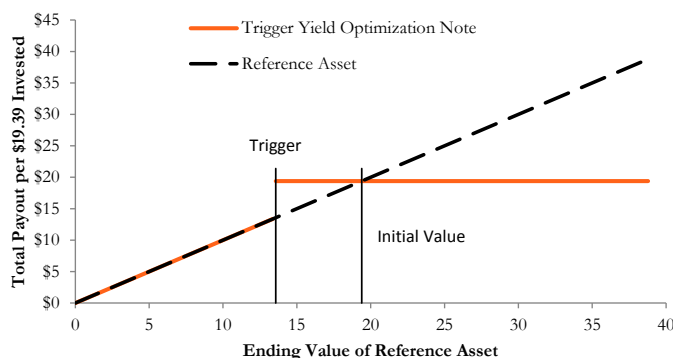 Total Payout per $19.39 Invested
$45
$40
$35
$30
$25
$20
$15
$10
$5
$0
Trigger Yield Optimization Note
Reference Asset
Trigger
Initial Value
0 5 10 15 20 25 30 35 40
Ending Value of Reference Asset